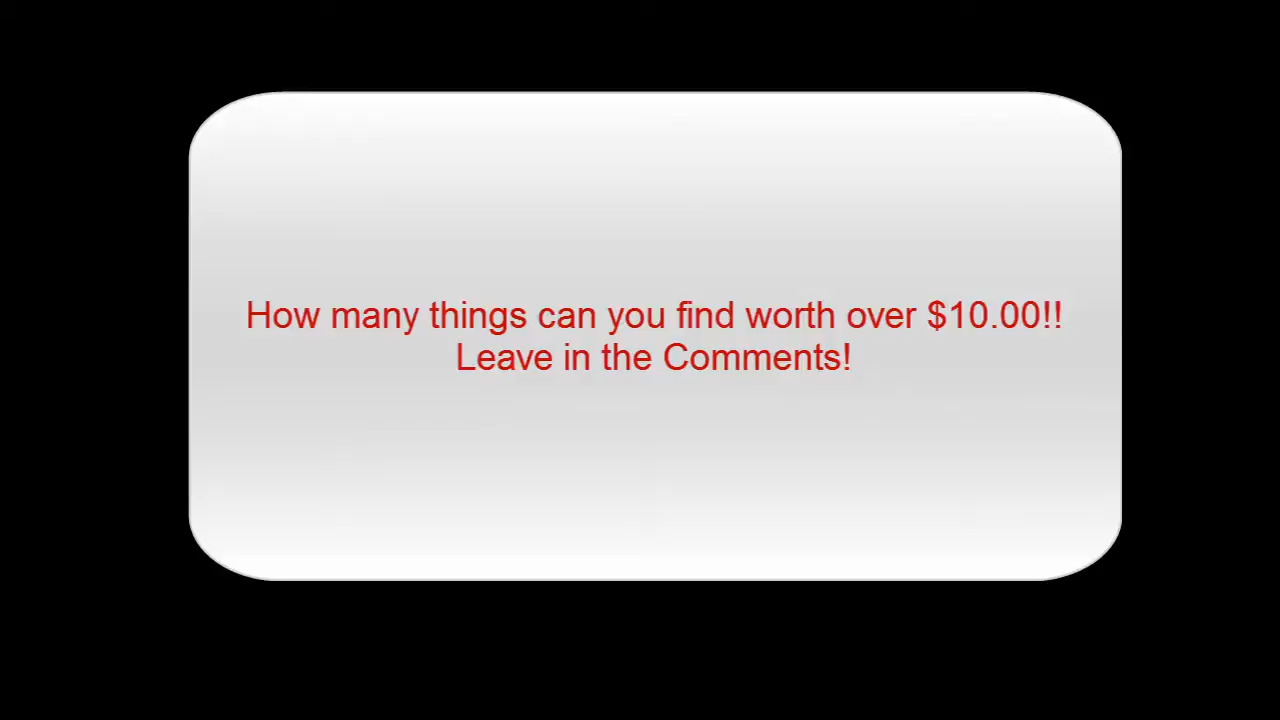 How many things can you find worth over $10.00!!
Leave in the Comments!